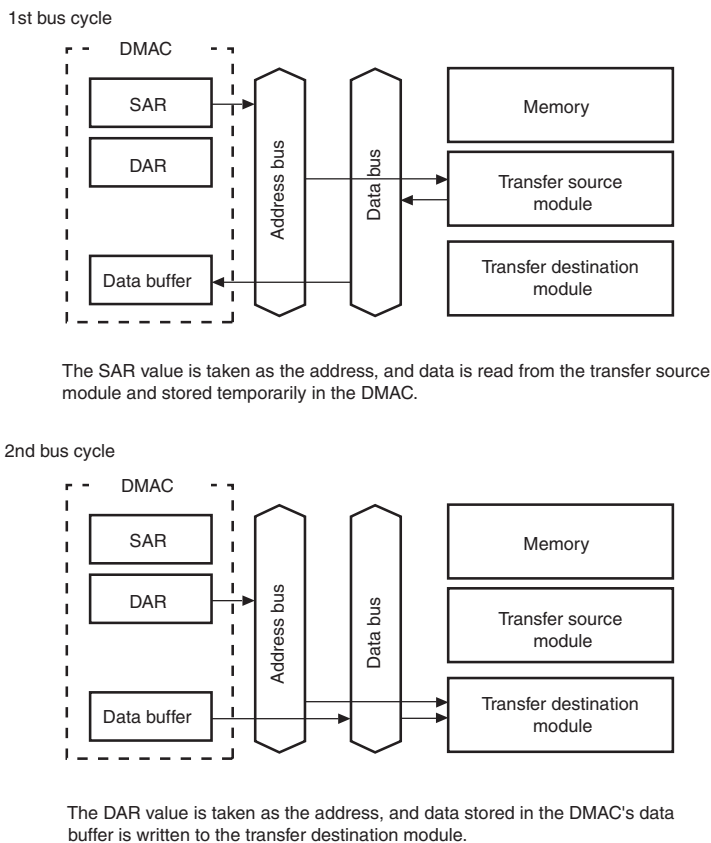 1st bus cycle
DMAC
SAR
DAR
Data buffer
Address bus
Data bus
Memory
Transfer source
module
Transfer destination
module
The SAR value is taken as the address, and data is read from the transfer source
module and stored temporarily in the DMAC.
2nd bus cycle
DMAC
SAR
DAR
Data buffer
Address bus
Data bus
Memory
Transfer source
module
Transfer destination
module
The DAR value is taken as the address, and data stored in the DMAC's data
buffer is written to the transfer destination module.